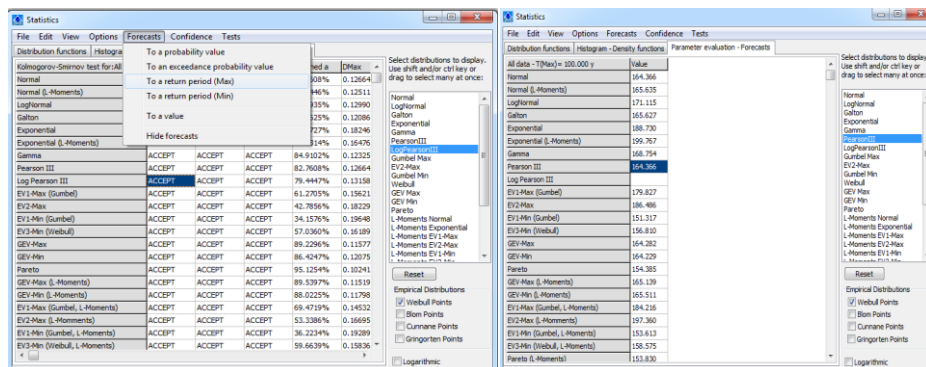 Statistics
File Edit View Options Forecasts Confidence Tests
Distribution functions Histogra
To a probability value
To an exceedance probability value
To a return period (Max)
To a return period (Min)
To a value
Hide forecasts
Kolmogorov-Smirnov test for:All DMax
Normal 0.12664
Normal (L-Moments) 0.12511
LogNormal 0.12990
Galton 0.12086
Exponential 0.18246
Exponential (L-Moments) 0.16476
Gamma ACCEPT ACCEPT ACCEPT 84.9102% 0.12325
Pearson III ACCEPT ACCEPT ACCEPT 82.7608% 0.12664
Log Pearson III ACCEPT ACCEPT ACCEPT 79.4447% 0.13158
EV1-Max (Gumbel) ACCEPT ACCEPT ACCEPT 61.2705% 0.15621
EV2-Max ACCEPT ACCEPT ACCEPT 42.7856% 0.18229
EV1-Min (Gumbel) ACCEPT ACCEPT ACCEPT 34.1576% 0.19648
EV3-Min (Weibull) ACCEPT ACCEPT ACCEPT 57.0360% 0.16189
GEV-Max ACCEPT ACCEPT ACCEPT 89.2296% 0.11577
GEV-Min ACCEPT ACCEPT ACCEPT 86.4247% 0.12075
Pareto ACCEPT ACCEPT ACCEPT 95.1254% 0.10241
GEV-Max (L-Moments) ACCEPT ACCEPT ACCEPT 89.5397% 0.11519
GEV-Min (L-Moments) ACCEPT ACCEPT ACCEPT 88.0225% 0.11798
EV1-Max (Gumbel, L-Moments) ACCEPT ACCEPT ACCEPT 69.4719% 0.14532
EV2-Max (L-Momments) ACCEPT ACCEPT ACCEPT 53.3386% 0.16695
EV1-Min (Gumbel, L-Moments) ACCEPT ACCEPT ACCEPT 36.2234% 0.19289
EV3-Min (Weibull, L-Moments) ACCEPT ACCEPT ACCEPT 59.6639% 0.15836
Select distributions to display.
Use shift and/or ctrl key or
drag to select many at once:
Normal
LogNormal
Galton
Exponential
Gamma
PearsonIII
LogPearsonIII
Gumbel Max
EV2-Max
Gumbel Min
Weibull
GEV Max
GEV Min
Pareto
L-Moments Normal
L-Moments Exponential
L-Moments EV1-Max
L-Moments EV2-Max
L-Moments EV1-Min
Reset
Empirical Distributions
Weibull Points
Blom Points
Cunnane Points
Gringorten Points
Logarithmic
Statistics
File Edit View Options Forecasts Confidence Tests
Distribution functions Histogram - Density functions Parameter evaluation - Forecasts
All data - T(Max)= 100.000 y Value
Normal 164.366
Normal (L-Moments) 165.635
LogNormal 171.115
Galton 165.627
Exponential 188.730
Exponential (L-Moments) 199.767
Gamma 168.754
Pearson III 164.366
Log Pearson III
EV1-Max (Gumbel) 179.827
EV2-Max 186.486
EV1-Min (Gumbel) 151.317
EV3-Min (Weibull) 156.810
GEV-Max 164.282
GEV-Min 164.229
Pareto 154.385
GEV-Max (L-Moments) 165.139
GEV-Min (L-Moments) 165.511
EV1-Max (Gumbel, L-Moments) 184.216
EV2-Max (L-Momments) 197.360
EV1-Min (Gumbel, L-Moments) 153.613
EV3-Min (Weibull, L-Moments) 158.575
Pareto (L-Moments) 153.830
Select distributions to display.
Use shift and/or ctrl key or
drag to select many at once:
Normal
LogNormal
Galton
Exponential
Gamma
PearsonIII
LogPearsonIII
Gumbel Max
EV2-Max
Gumbel Min
Weibull
GEV Max
GEV Min
Pareto
L-Moments Normal
L-Moments Exponential
L-Moments EV1-Max
L-Moments EV2-Max
L-Moments EV1-Min
Reset
Empirical Distributions
Weibull Points
Blom Points
Cunnane Points
Gringorten Points
Logarithmic